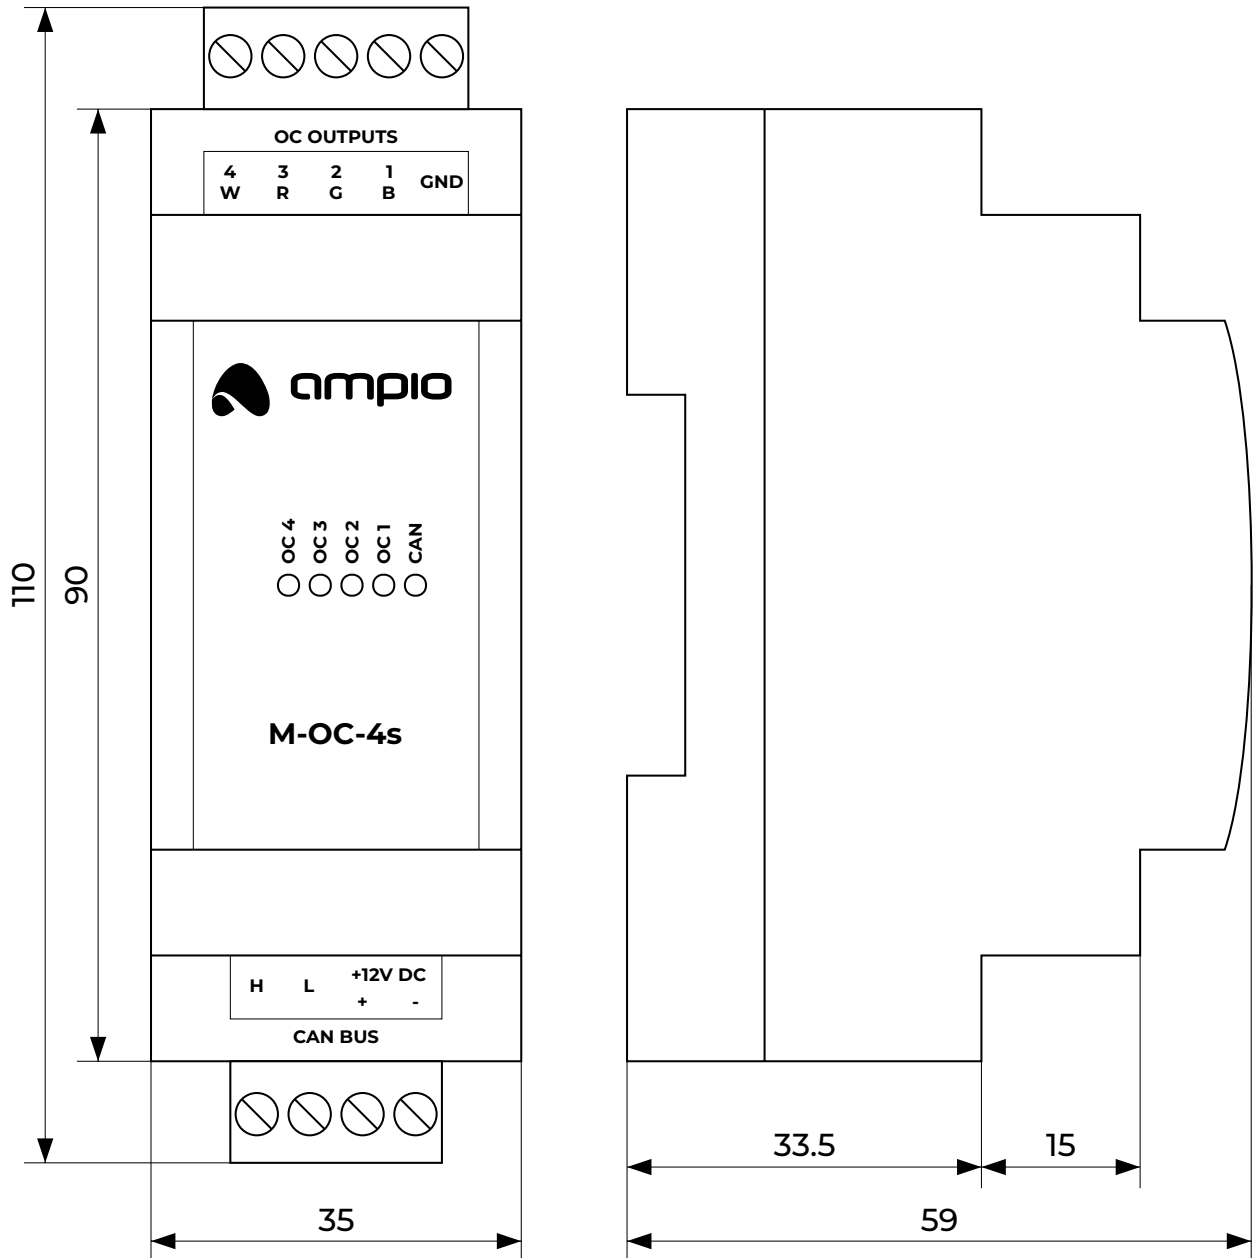 OC OUTPUTS
4 3 2 1 GND
W R G B
ampio
OC 4 OC 3 OC 2 OC 1 CAN
M-OC-4s
H L +12V DC
+ -
CAN BUS
110
90
35
33.5
15
59